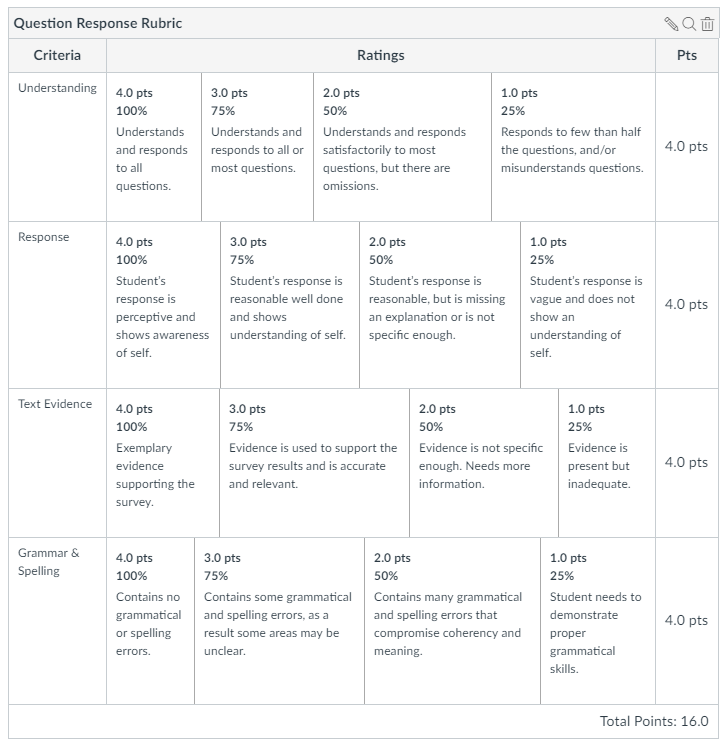 Question Response Rubric
Criteria
Ratings
Pts
Understanding
4.0 pts
100%
Understands
and responds
to all
questions.
3.0 pts
75%
Understands and
responds to all or
most questions.
2.0 pts
50%
Understands and responds
satisfactorily to most
questions, but there are
omissions.
1.0 pts
25%
Responds to few than half
the questions, and/or
misunderstands questions.
4.0 pts
Response
4.0 pts
100%
Student's
response is
perceptive and
shows awareness
of self.
3.0 pts
75%
Student's response is
reasonable well done
and shows
understanding of self.
2.0 pts
50%
Student's response is
reasonable, but is missing
an explanation or is not
specific enough.
1.0 pts
25%
Student's response is
vague and does not
show an
understanding of
self.
4.0 pts
Text Evidence
4.0 pts
100%
Exemplary
evidence
supporting the
survey.
3.0 pts
75%
Evidence is used to support the
survey results and is accurate
and relevant.
2.0 pts
50%
Evidence is not specific
enough. Needs more
information.
1.0 pts
25%
Evidence is
present but
inadequate.
4.0 pts
Grammar &
Spelling
4.0 pts
100%
Contains no
grammatical
or spelling
errors.
3.0 pts
75%
Contains some grammatical
and spelling errors, as a
result some areas may be
unclear.
2.0 pts
50%
Contains many grammatical
and spelling errors that
compromise coherency and
meaning.
1.0 pts
25%
Student needs to
demonstrate
proper
grammatical
skills.
4.0 pts
Total Points: 16.0